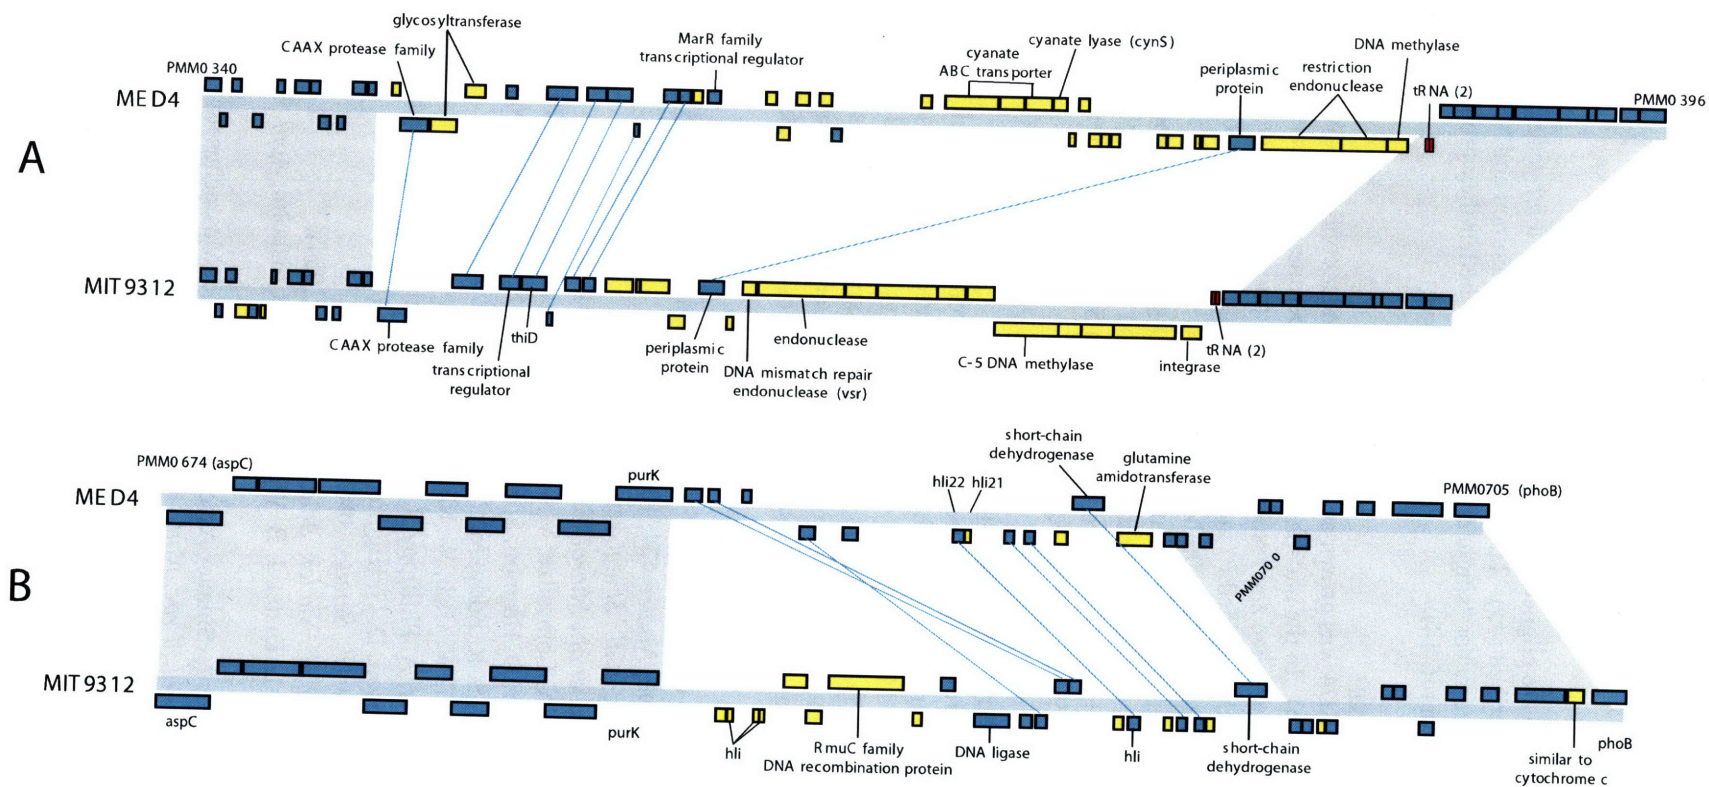 glycosyltransferase
CAAX protease family
MarR family
transcriptional regulator
cyanate lyase (cynS)
cyanate
ABC transporter
DNA methylase
periplasmic
protein
restriction
endonuclease
tRNA (2)
PMM0340
PMM0396
MED4
A
MIT9312
CAAX protease family
thiD
transcriptional
regulator
periplasmic
protein
endonuclease
DNA mismatch repair
endonuclease (vsr)
C-5 DNA methylase
tRNA (2)
integrase
short-chain
dehydrogenase
glutamine
amidotransferase
PMM0674 (aspC)
purK
hli22 hli21
PMM0705 (phoB)
MED4
PMM0700
B
MIT9312
aspC
purK
hli
RmuC family
DNA recombination protein
DNA ligase
hli
short-chain
dehydrogenase
phoB
similar to
cytochrome c